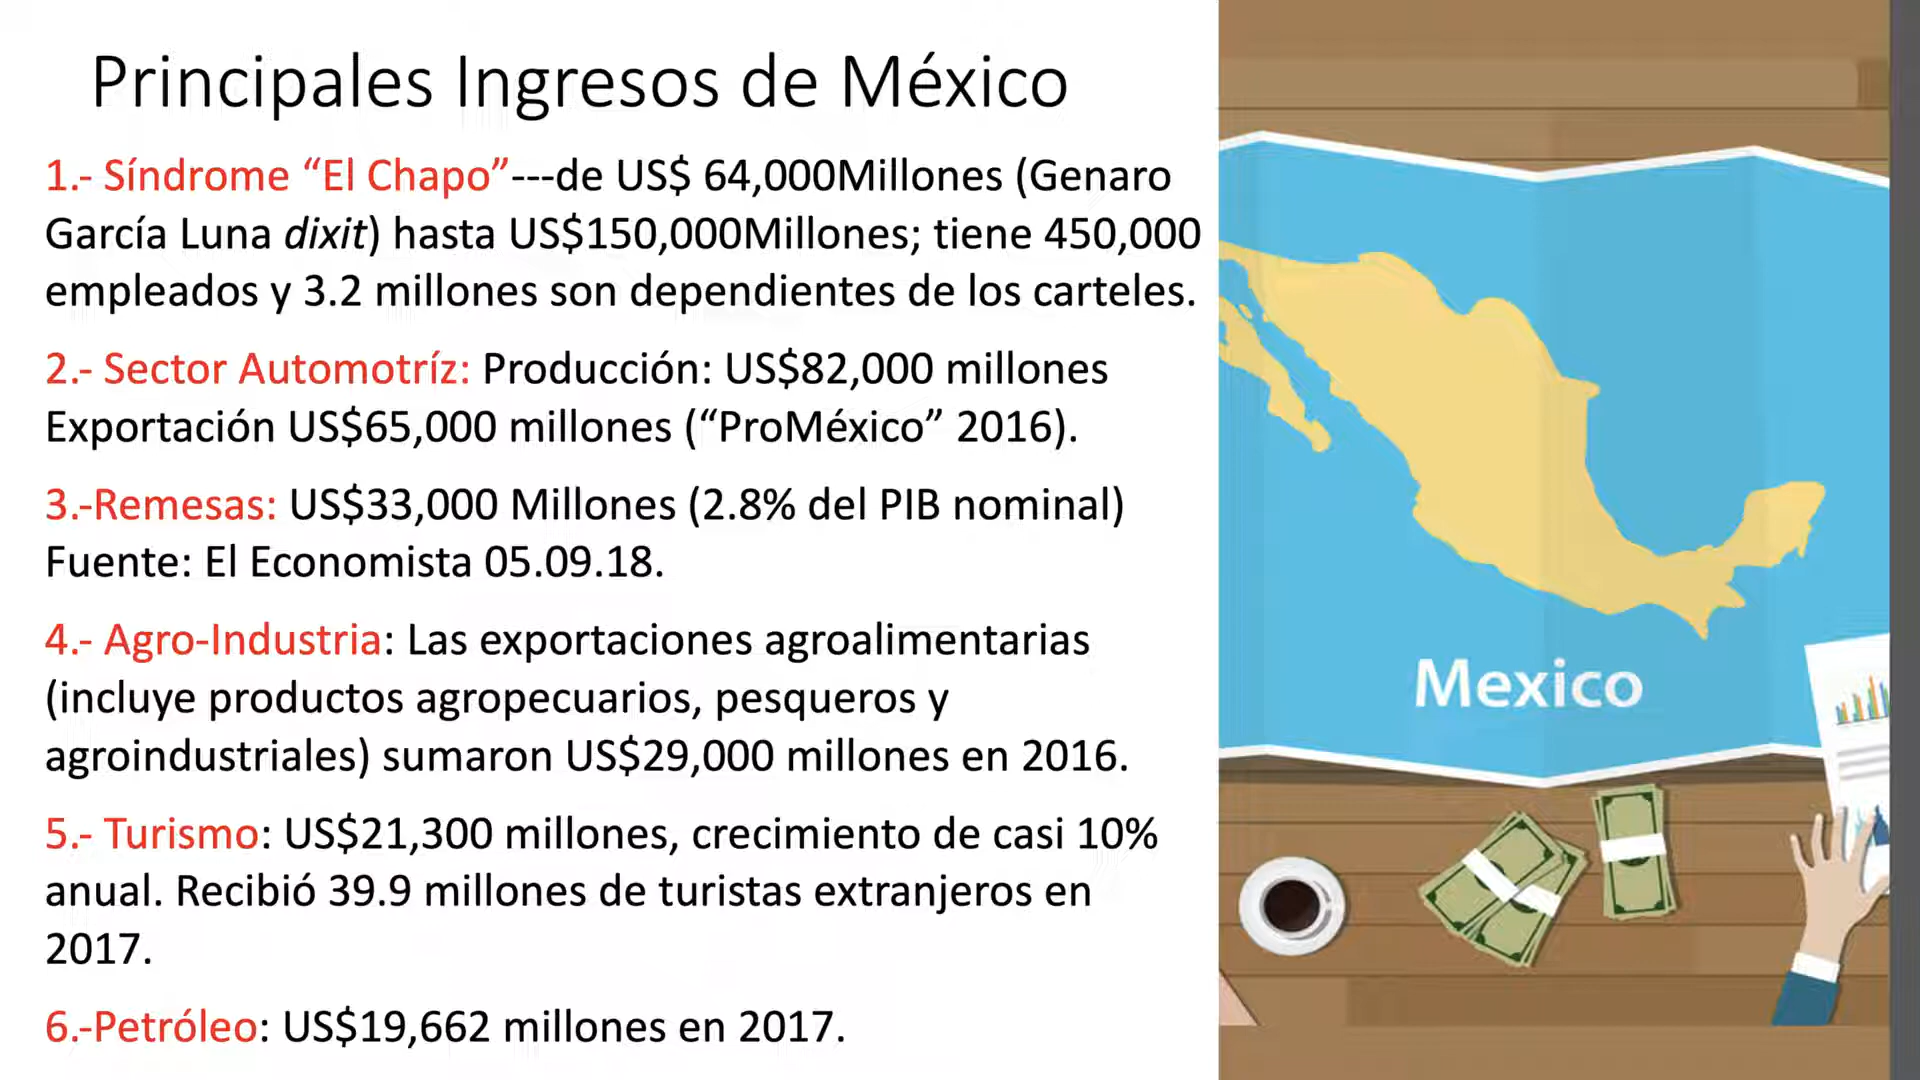 Principales Ingresos de México
1.- Síndrome “El Chapo”---de US$ 64,000Millones (Genaro
García Luna dixit) hasta US$150,000Millones; tiene 450,000
empleados y 3.2 millones son dependientes de los carteles.
2.- Sector Automotríz: Producción: US$82,000 millones
Exportación US$65,000 millones (“ProMéxico” 2016).
3.-Remesas: US$33,000 Millones (2.8% del PIB nominal)
Fuente: El Economista 05.09.18.
4.- Agro-Industria: Las exportaciones agroalimentarias
(incluye productos agropecuarios, pesqueros y
agroindustriales) sumaron US$29,000 millones en 2016.
5.- Turismo: US$21,300 millones, crecimiento de casi 10%
anual. Recibió 39.9 millones de turistas extranjeros en
2017.
6.-Petróleo: US$19,662 millones en 2017.
Mexico